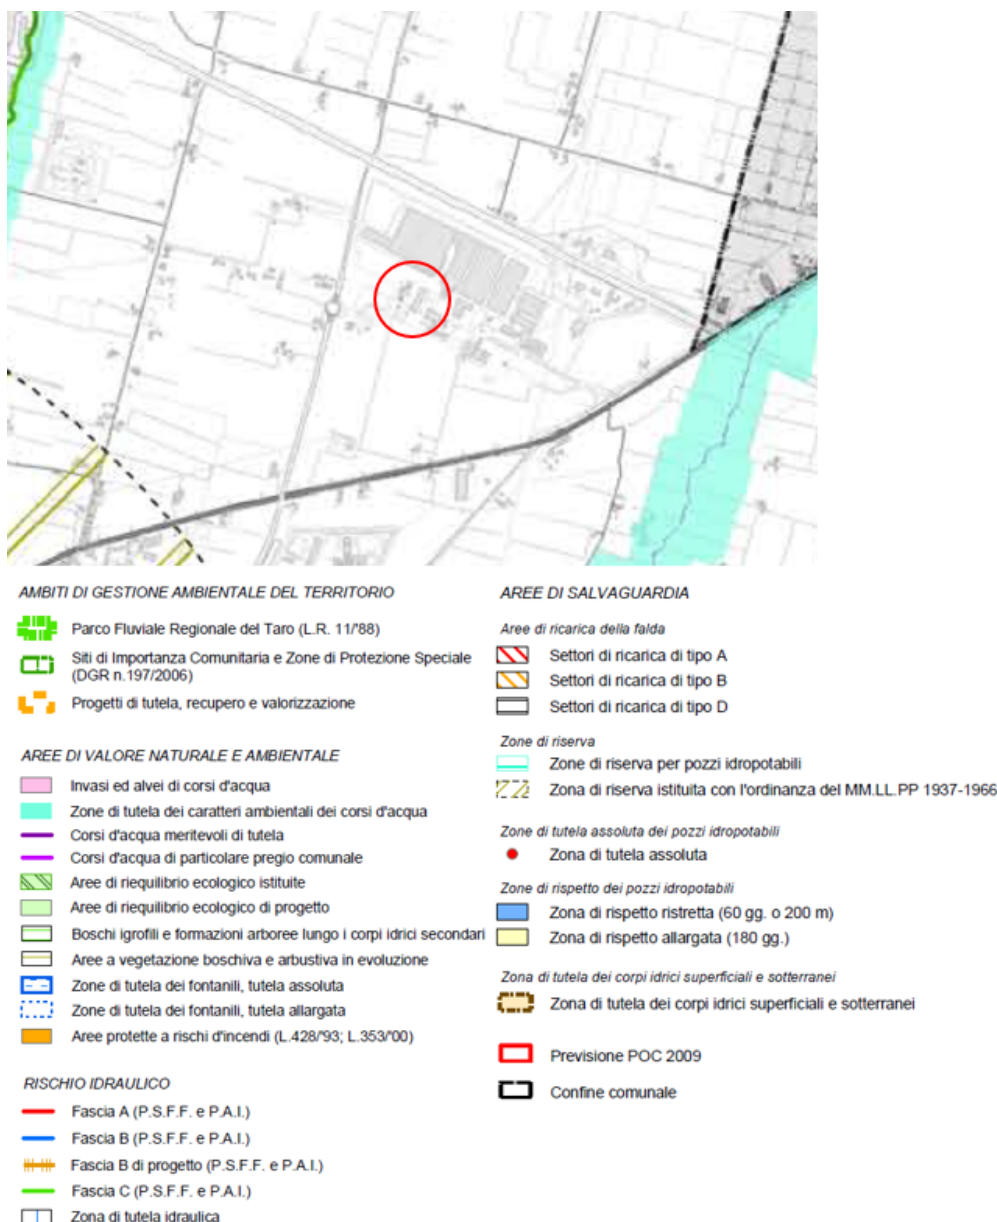 AMBITI DI GESTIONE AMBIENTALE DEL TERRITORIO
Parco Fluviale Regionale del Taro (L.R. 11/'88)
Siti di Importanza Comunitaria e Zone di Protezione Speciale
(DGR n.197/2006)
Progetti di tutela, recupero e valorizzazione
AREE DI VALORE NATURALE E AMBIENTALE
Invasi ed alvei di corsi d'acqua
Zone di tutela dei caratteri ambientali dei corsi d'acqua
Corsi d'acqua meritevoli di tutela
Corsi d'acqua di particolare pregio comunale
Aree di riequilibrio ecologico istituite
Aree di riequilibrio ecologico di progetto
Boschi igrofili e formazioni arboree lungo i corpi idrici secondari
Aree a vegetazione boschiva e arbustiva in evoluzione
Zone di tutela dei fontanili, tutela assoluta
Zone di tutela dei fontanili, tutela allargata
Aree protette a rischi d'incendi (L.428/'93; L.353/'00)
RISCHIO IDRAULICO
Fascia A (P.S.F.F. e P.A.I.)
Fascia B (P.S.F.F. e P.A.I.)
Fascia B di progetto (P.S.F.F. e P.A.I.)
Fascia C (P.S.F.F. e P.A.I.)
Zona di tutela idraulica
AREE DI SALVAGUARDIA
Aree di ricarica della falda
Settori di ricarica di tipo A
Settori di ricarica di tipo B
Settori di ricarica di tipo D
Zone di riserva
Zone di riserva per pozzi idropotabili
Zona di riserva istituita con l'ordinanza del MM.LL.PP 1937-1966
Zone di tutela assoluta dei pozzi idropotabili
Zona di tutela assoluta
Zone di rispetto dei pozzi idropotabili
Zona di rispetto ristretta (60 gg. o 200 m)
Zona di rispetto allargata (180 gg.)
Zona di tutela dei corpi idrici superficiali e sotterranei
Zona di tutela dei corpi idrici superficiali e sotterranei
Previsione POC 2009
Confine comunale